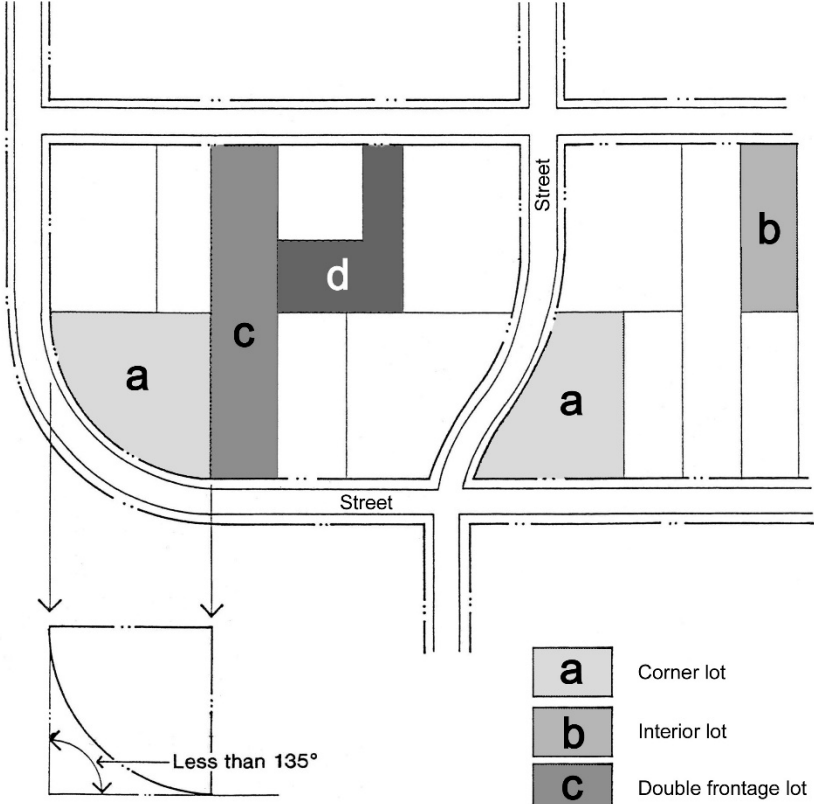 Street
b
d
c
a
a
Street
Less than 135°
a Corner lot
b Interior lot
c Double frontage lot